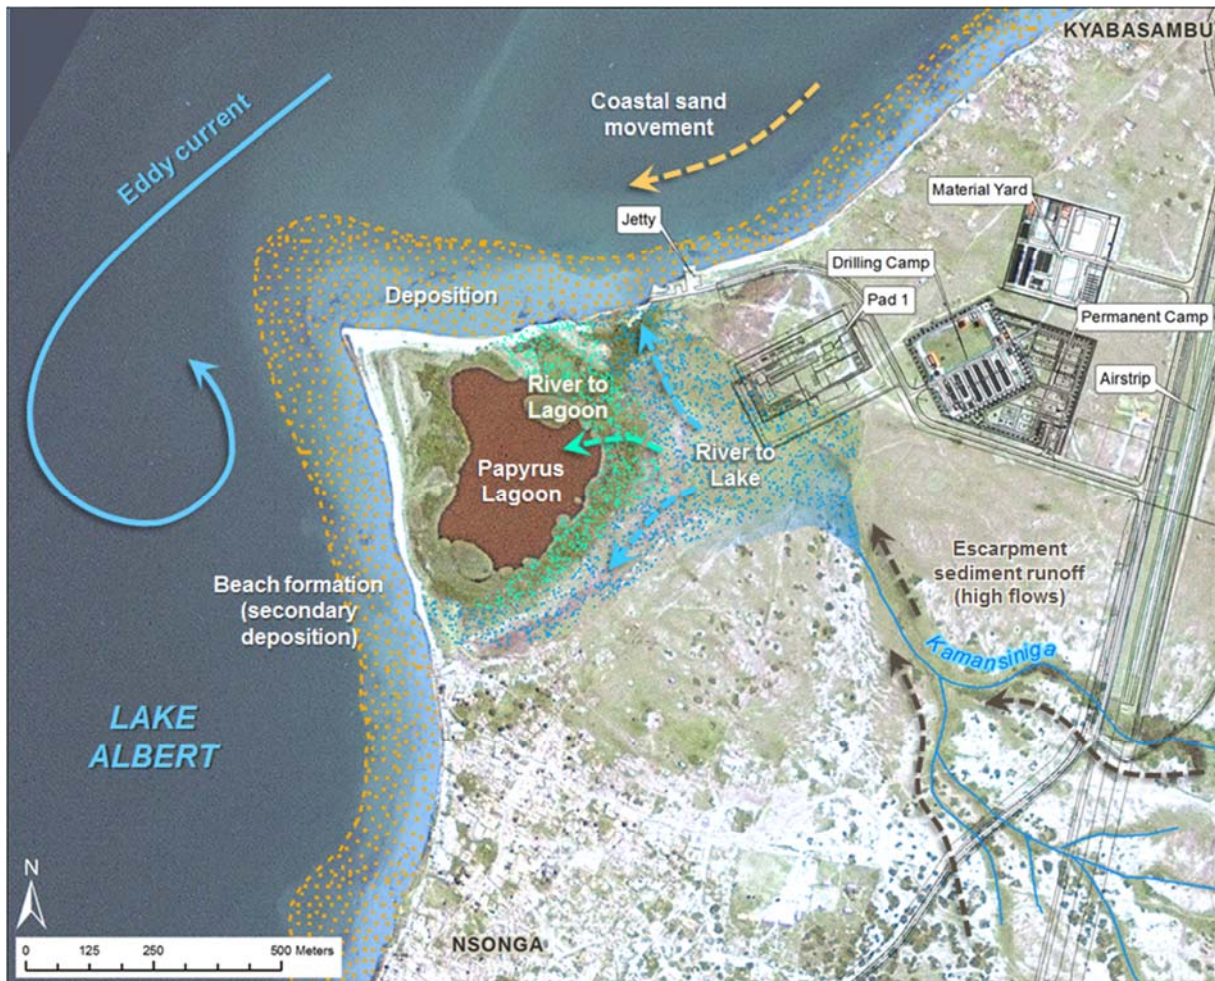 KYABASAMBU
Eddy current
Coastal sand
movement
Material Yard
Jetty
Drilling Camp
Deposition
Pad 1
Permanent Camp
Airstrip
River to
Lagoon
River to
Lake
Papyrus
Lagoon
Escarpment
sediment runoff
(high flows)
Beach formation
(secondary
deposition)
Kamansiniga
LAKE
ALBERT
N
NSONGA
0 125 250 500 Meters